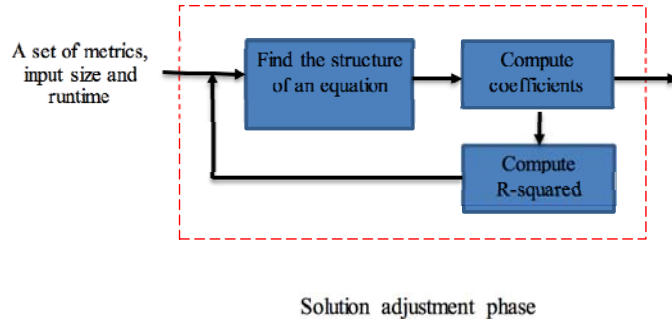 A set of metrics,
input size and
runtime
Find the structure
of an equation
Compute
coefficients
Compute
R-squared
Solution adjustment phase